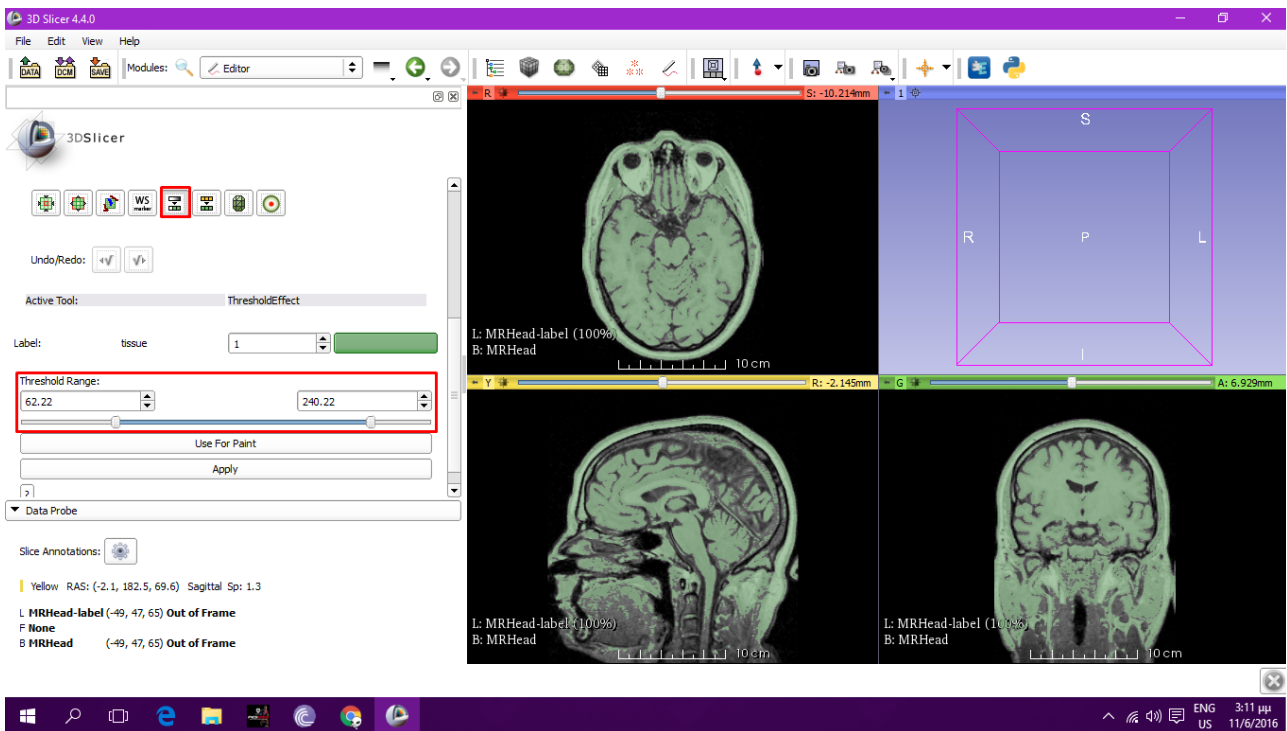 3D Slicer 4.4.0
File Edit View Help
DATA DCM SAVE Modules: Editor
R S: -10.214mm
1
3DSlicer
S
R P L
I
WS
marker
Undo/Redo:
Active Tool: ThresholdEffect
Label: tissue 1
L: MRHead-label (100%)
B: MRHead
10 cm
Threshold Range:
62.22 240.22
Use For Paint
Apply
?
Y R: -2.145mm
G A: 6.929mm
Data Probe
Slice Annotations:
Yellow RAS: (-2.1, 182.5, 69.6) Sagittal Sp: 1.3
L MRHead-label (-49, 47, 65) Out of Frame
F None
B MRHead (-49, 47, 65) Out of Frame
L: MRHead-label (100%)
B: MRHead
10 cm
L: MRHead-label (100%)
B: MRHead
10 cm
ENG
US
3:11 μμ
11/6/2016